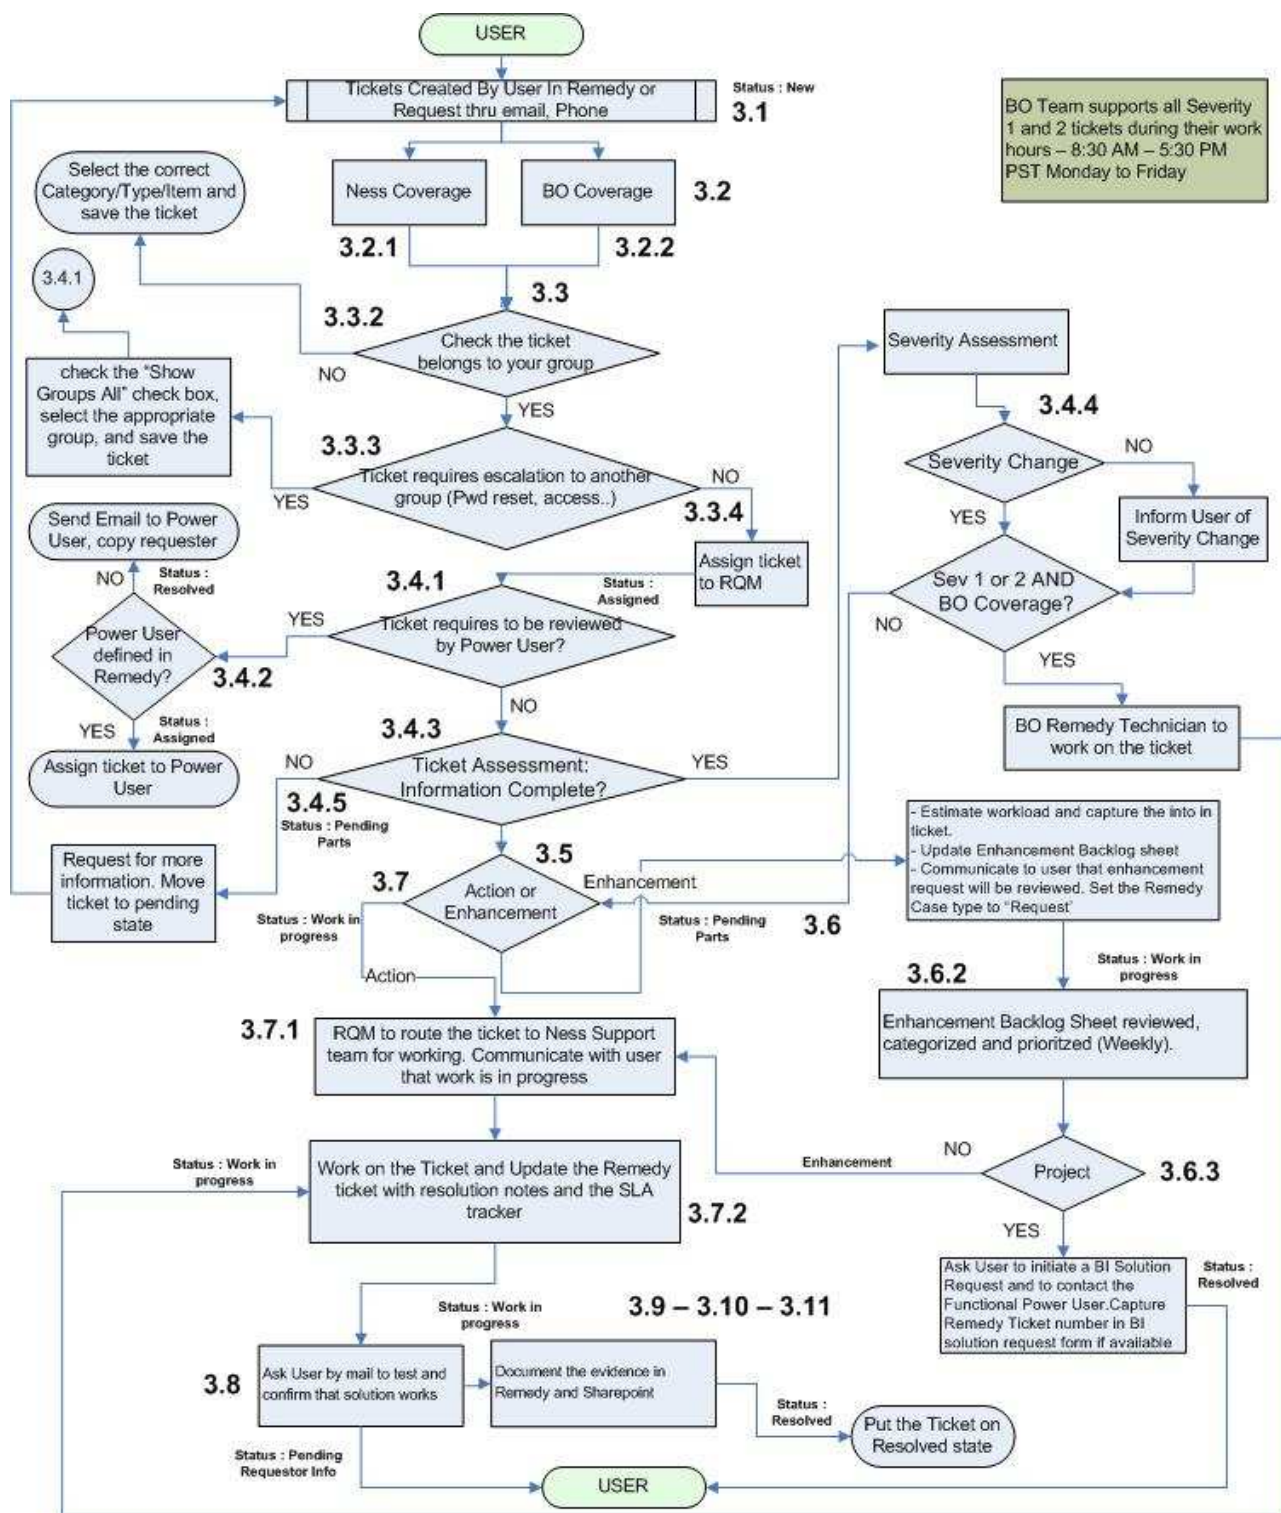 USER
Tickets Created By User In Remedy or
Request thru email, Phone
Status : New
3.1
BO Team supports all Severity
1 and 2 tickets during their work
hours – 8:30 AM – 5:30 PM
PST Monday to Friday
Select the correct
Category/Type/Item and
save the ticket
Ness Coverage
BO Coverage
3.2
3.2.1
3.2.2
3.4.1
3.3
3.3.2
Check the ticket
belongs to your group
NO
YES
Severity Assessment
check the “Show
Groups All” check box,
select the appropriate
group, and save the
ticket
3.4.4
3.3.3
Ticket requires escalation to another
group (Pwd reset, access..)
YES
NO
3.3.4
Severity Change
NO
YES
Inform User of
Severity Change
Send Email to Power
User, copy requester
NO
Status :
Resolved
Assign ticket
to RQM
Status :
Assigned
3.4.1
Ticket requires to be reviewed
by Power User?
YES
NO
Sev 1 or 2 AND
BO Coverage?
NO
YES
Power User
defined in
Remedy?
3.4.2
YES
Status :
Assigned
Assign ticket to Power
User
BO Remedy Technician to
work on the ticket
3.4.3
NO
Ticket Assessment:
Information Complete?
YES
3.4.5
Status : Pending
Parts
Request for more
information. Move
ticket to pending
state
- Estimate workload and capture the into in
ticket.
- Update Enhancement Backlog sheet
- Communicate to user that enhancement
request will be reviewed. Set the Remedy
Case type to “Request’
3.5
3.7
Action or
Enhancement
Enhancement
Status : Work in
progress
Status : Pending
Parts
3.6
Action
Status : Work in
progress
3.6.2
Enhancement Backlog Sheet reviewed,
categorized and prioritzed (Weekly).
3.7.1
RQM to route the ticket to Ness Support
team for working. Communicate with user
that work is in progress
Status : Work in
progress
Work on the Ticket and Update the Remedy
ticket with resolution notes and the SLA
tracker
3.7.2
Enhancement
NO
Project
3.6.3
YES
Ask User to initiate a BI Solution
Request and to contact the
Functional Power User.Capture
Remedy Ticket number in BI
solution request form if available
Status :
Resolved
Status : Work in
progress
3.9 – 3.10 – 3.11
3.8
Ask User by mail to test and
confirm that solution works
Document the evidence in
Remedy and Sharepoint
Status :
Resolved
Put the Ticket on
Resolved state
Status : Pending
Requestor Info
USER